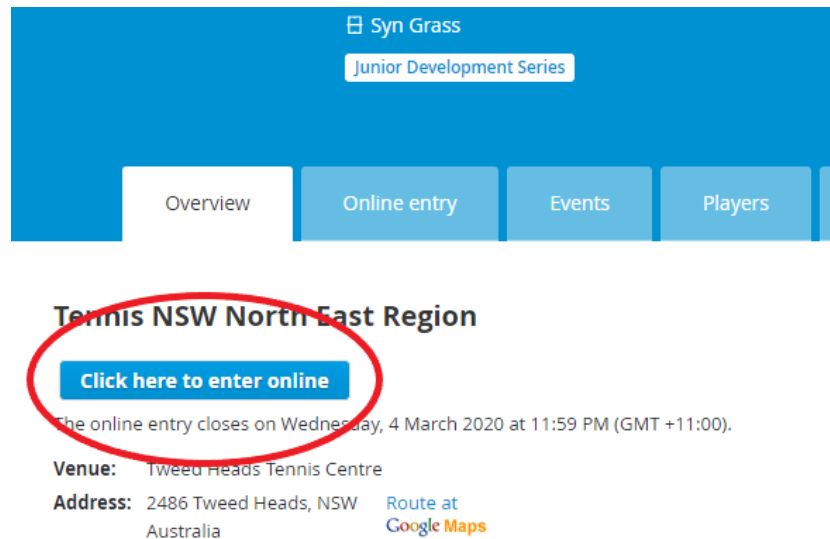 Syn Grass
Junior Development Series
Overview Online entry Events Players
Tennis NSW North East Region
Click here to enter online
The online entry closes on Wednesday, 4 March 2020 at 11:59 PM (GMT +11:00).
Venue: Tweed Heads Tennis Centre
Address: 2486 Tweed Heads, NSW Route at
Australia Google Maps